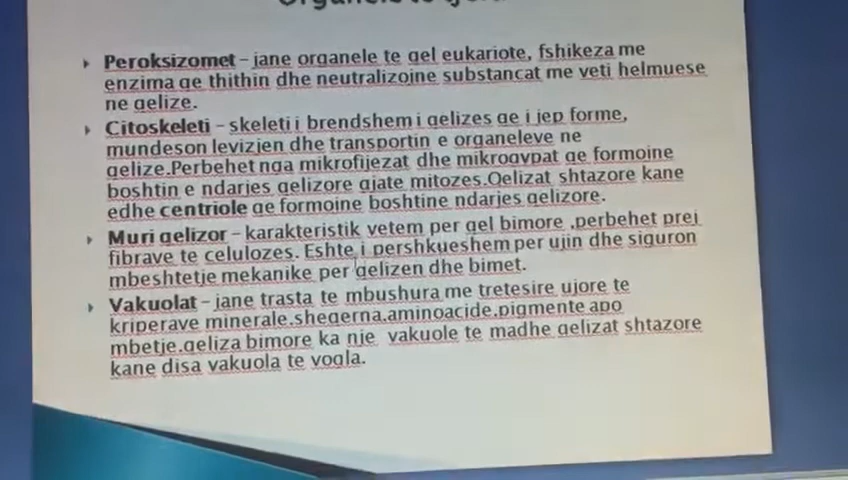 Peroksizomet – jane organele te qel eukariote, fshikeza me
enzima qe thithin dhe neutralizojne substancat me veti helmuese
ne qelize.
Citoskeleti – skeleti i brendshem i qelizes qe i jep forme,
mundeson levizjen dhe transportin e organeleve ne
qelize.Perbehet nga mikrofijezat dhe mikrogypat qe formojne
boshtin e ndarjes qelizore gjate mitozes.Qelizat shtazore kane
edhe centriole qe formojne boshtine ndarjes qelizore.
Muri qelizor – karakteristik vetem per qel bimore ,perbehet prej
fibrave te celulozes. Eshte i pershkueshem per ujin dhe siguron
mbeshtetje mekanike per qelizen dhe bimet.
Vakuolat – jane trasta te mbushura me tretesire ujore te
kriperave minerale,sheqerna,aminoacide,pigmente apo
mbetje.qeliza bimore ka nje vakuole te madhe qelizat shtazore
kane disa vakuola te vogla.